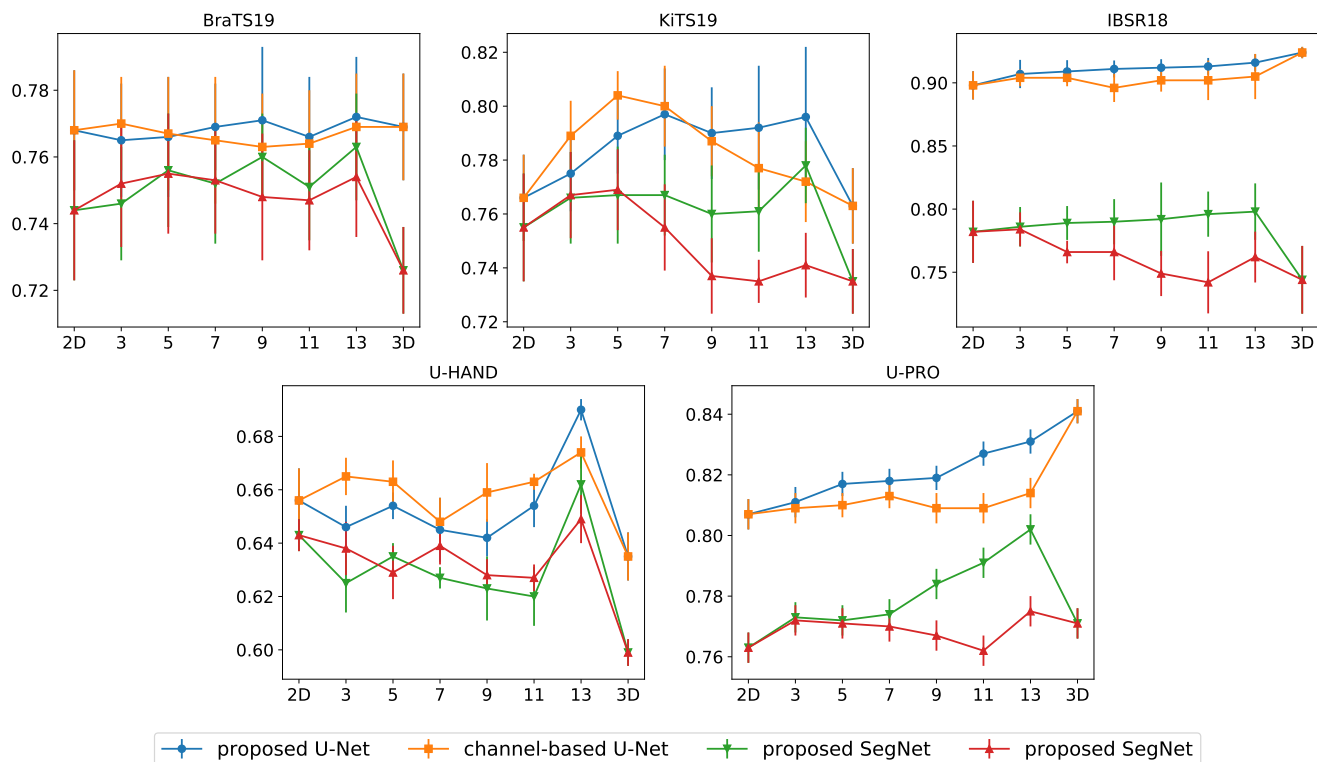 BraTS19
KiTS19
IBSR18
0.78
0.76
0.74
0.72
2D 3 5 7 9 11 13 3D
0.82
0.80
0.78
0.76
0.74
0.72
2D 3 5 7 9 11 13 3D
0.90
0.85
0.80
0.75
2D 3 5 7 9 11 13 3D
U-HAND
U-PRO
0.68
0.66
0.64
0.62
0.60
2D 3 5 7 9 11 13 3D
0.84
0.82
0.80
0.78
0.76
2D 3 5 7 9 11 13 3D
proposed U-Net channel-based U-Net proposed SegNet proposed SegNet